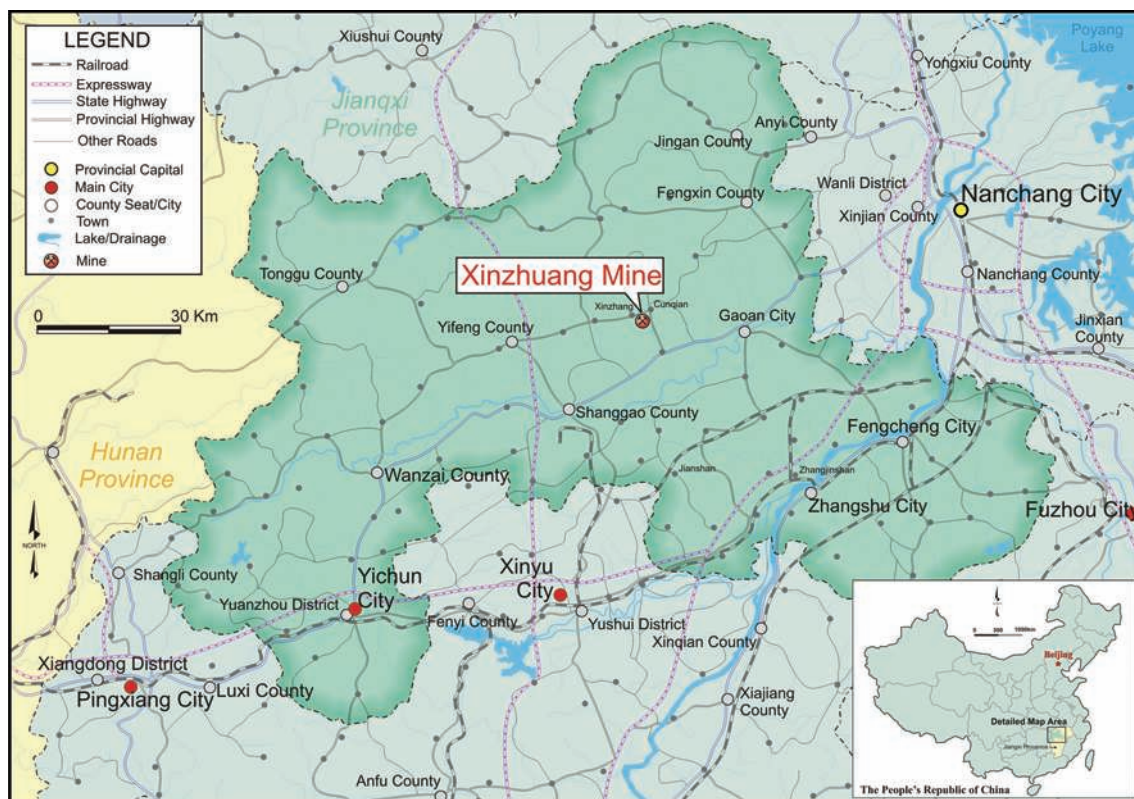 LEGEND
Railroad
Expressway
State Highway
Provincial Highway
Other Roads
Provincial Capital
Main City
County Seat/City
Town
Lake/Drainage
Mine
0 30 Km
Xiushui County
Jianqxi
Province
Poyang
Lake
Yongxiu County
Anyi County
Jingan County
Fengxin County
Wanli District
Xinjian County
Nanchang City
Nanchang County
Jinxian
County
Tonggu County
Xinzhuang Mine
Xinzhang
Cunqian
Yifeng County
Gaoan City
Shanggao County
Fengcheng City
Hunan
Province
Wanzai County
Jianshan
Zhangjinshan
Zhangshu City
Fuzhou City
NORTH
Shangli County
Yichun
City
Yuanzhou District
Xinyu
City
Fenyi County
Yushui District
Xinqian County
Xiangdong District
Pingxiang City
Luxi County
Xiajiang
County
Anfu County
Beijing
Detailed Map Area
The People's Republic of China